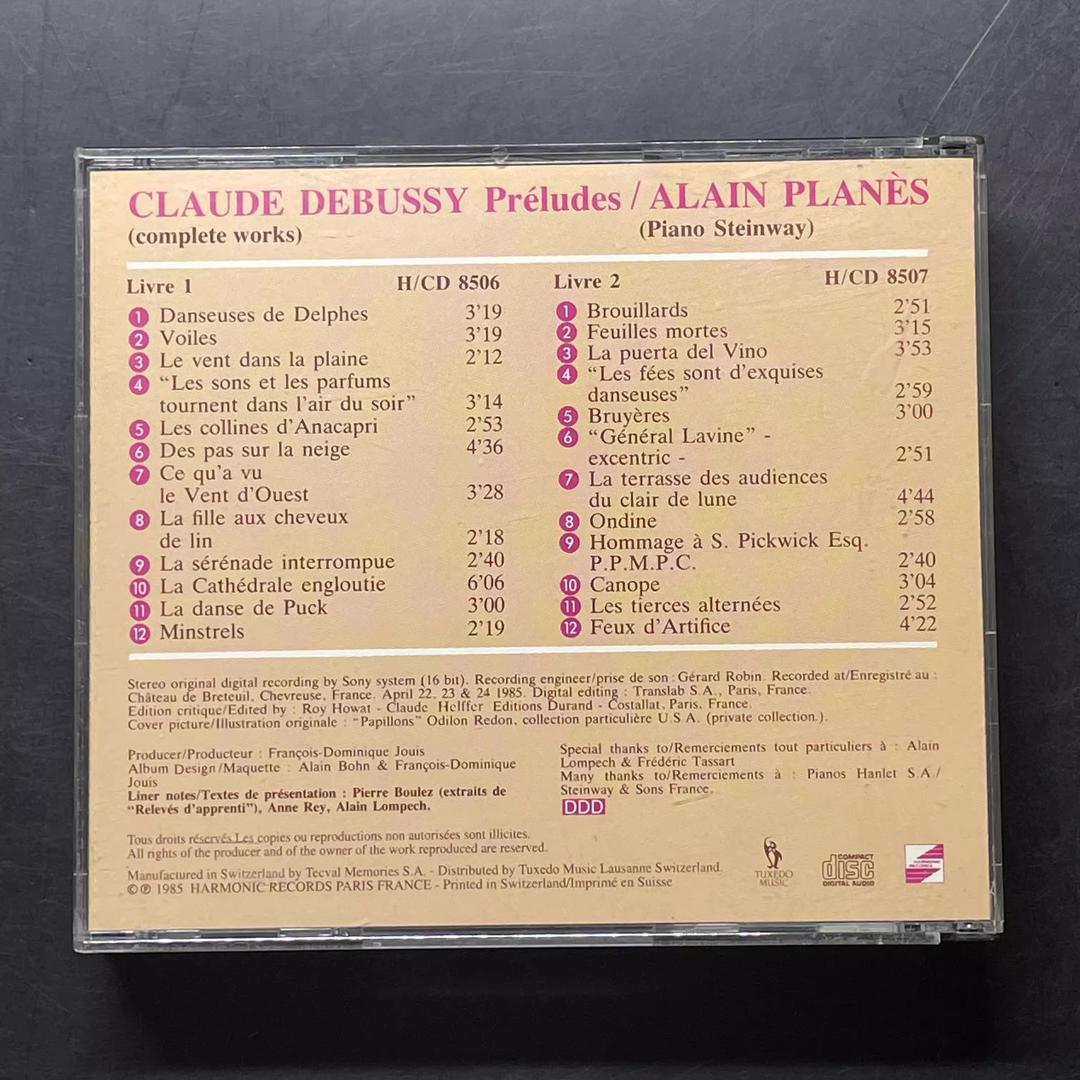 CLAUDE DEBUSSY Préludes / ALAIN PLANÈS
(complete works) (Piano Steinway)
Livre 1 H/CD 8506
1 Danseuses de Delphes 3'19
2 Voiles 3'19
3 Le vent dans la plaine 2'12
4 “Les sons et les parfums
tournent dans l'air du soir” 3'14
5 Les collines d'Anacapri 2'53
6 Des pas sur la neige 4'36
7 Ce qu'a vu
le Vent d'Ouest 3'28
8 La fille aux cheveux
de lin 2'18
9 La sérénade interrompue 2'40
10 La Cathédrale engloutie 6'06
11 La danse de Puck 3'00
12 Minstrels 2'19
Livre 2 H/CD 8507
1 Brouillards 2'51
2 Feuilles mortes 3'15
3 La puerta del Vino 3'53
4 “Les fées sont d'exquises
danseuses” 2'59
5 Bruyères 3'00
6 “Général Lavine” -
excentric - 2'51
7 La terrasse des audiences
du clair de lune 4'44
8 Ondine 2'58
9 Hommage à S. Pickwick Esq.
P.P.M.P.C. 2'40
10 Canope 3'04
11 Les tierces alternées 2'52
12 Feux d'Artifice 4'22
Stereo original digital recording by Sony system (16 bit). Recording engineer/prise de son : Gérard Robin. Recorded at/Enregistré au :
Château de Breteuil, Chevreuse, France. April 22, 23 & 24 1985. Digital editing : Translab S.A., Paris, France.
Edition critique/Edited by : Roy Howat - Claude Helffer Editions Durand - Costallat, Paris, France.
Cover picture/Illustration originale : “Papillons” Odilon Redon, collection particulière U.S.A. (private collection.).
Producer/Producteur : François-Dominique Jouis
Album Design/Maquette : Alain Bohn & François-Dominique
Jouis
Liner notes/Textes de présentation : Pierre Boulez (extraits de
“Relevés d'apprenti”), Anne Rey, Alain Lompech.
Special thanks to/Remerciements tout particuliers à : Alain
Lompech & Frédéric Tassart
Many thanks to/Remerciements à : Pianos Hanlet S.A./
Steinway & Sons France.
DDD
Tous droits réservés.Les copies ou reproductions non autorisées sont illicites.
All rights of the producer and of the owner of the work reproduced are reserved.
Manufactured in Switzerland by Tecval Memories S.A. - Distributed by Tuxedo Music Lausanne Switzerland.
©℗ 1985 HARMONIC RECORDS PARIS FRANCE - Printed in Switzerland/Imprimé en Suisse
TUXEDO
MUSIC
COMPACT
disc
DIGITAL AUDIO
HARMONIC
RECORDS